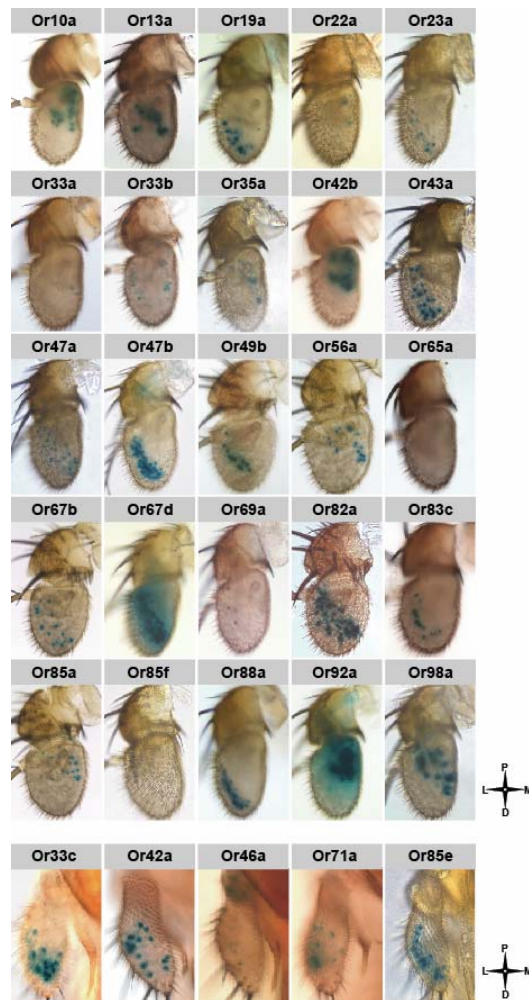 Or10a Or13a Or19a Or22a Or23a
Or33a Or33b Or35a Or42b Or43a
Or47a Or47b Or49b Or56a Or65a
Or67b Or67d Or69a Or82a Or83c
Or85a Or85f Or88a Or92a Or98a
P
L M
D
Or33c Or42a Or46a Or71a Or85e
P
L M
D